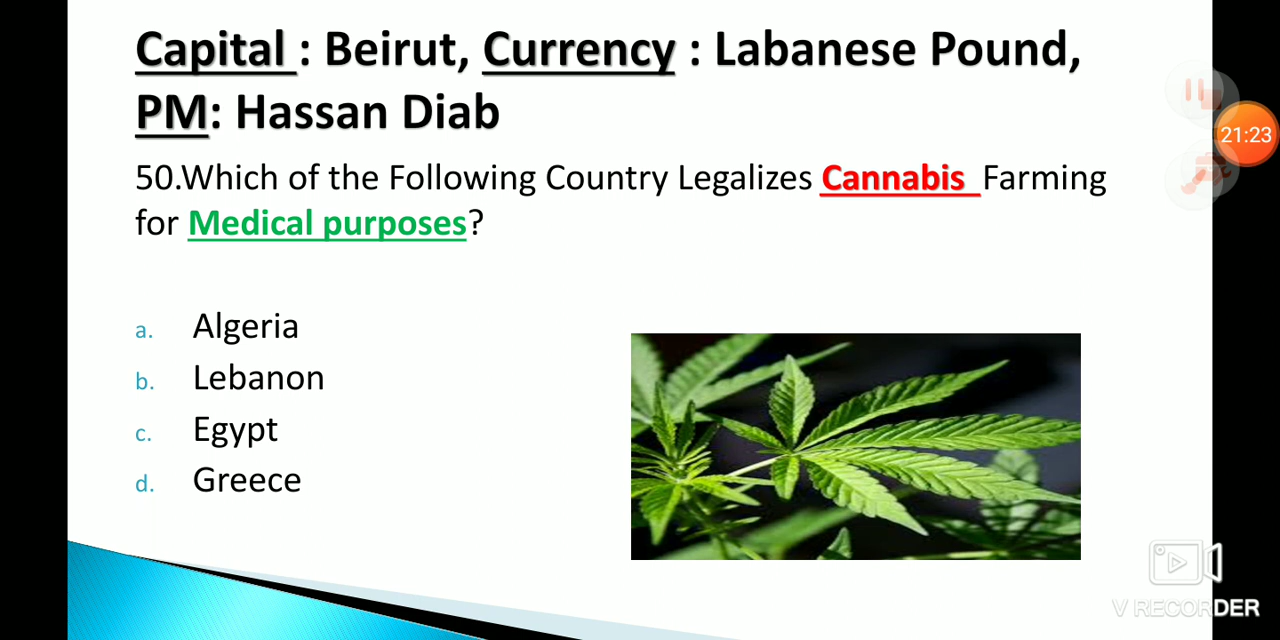 Capital : Beirut, Currency : Labanese Pound,
PM: Hassan Diab
50.Which of the Following Country Legalizes Cannabis Farming
for Medical purposes?
a. Algeria
b. Lebanon
c. Egypt
d. Greece
21:23
V RECORDER